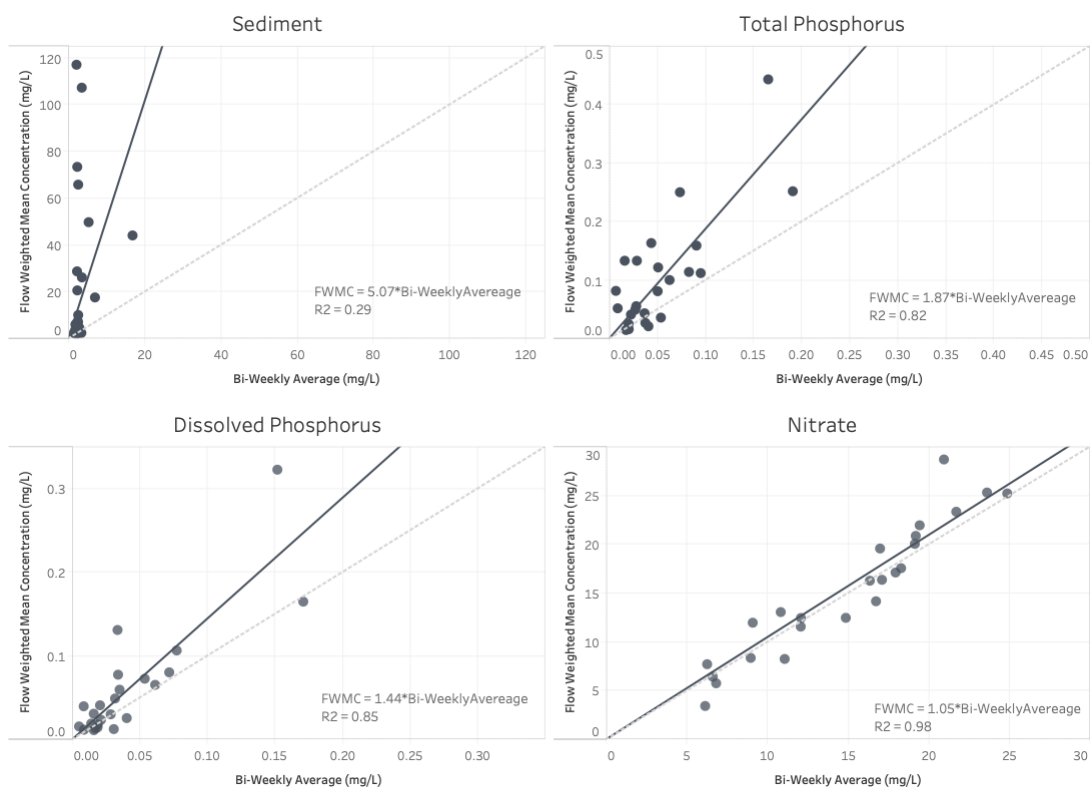 Sediment
Flow Weighted Mean Concentration (mg/L)
120
100
80
60
40
20
0
FWMC = 5.07*Bi-WeeklyAvereage
R2 = 0.29
0 20 40 60 80 100 120
Bi-Weekly Average (mg/L)
Total Phosphorus
Flow Weighted Mean Concentration (mg/L)
0.5
0.4
0.3
0.2
0.1
0.0
FWMC = 1.87*Bi-WeeklyAvereage
R2 = 0.82
0.00 0.05 0.10 0.15 0.20 0.25 0.30 0.35 0.40 0.45 0.50
Bi-Weekly Average (mg/L)
Dissolved Phosphorus
Flow Weighted Mean Concentration (mg/L)
0.3
0.2
0.1
0.0
FWMC = 1.44*Bi-WeeklyAvereage
R2 = 0.85
0.00 0.05 0.10 0.15 0.20 0.25 0.30
Bi-Weekly Average (mg/L)
Nitrate
Flow Weighted Mean Concentration (mg/L)
30
25
20
15
10
5
0
FWMC = 1.05*Bi-WeeklyAvereage
R2 = 0.98
0 5 10 15 20 25 30
Bi-Weekly Average (mg/L)